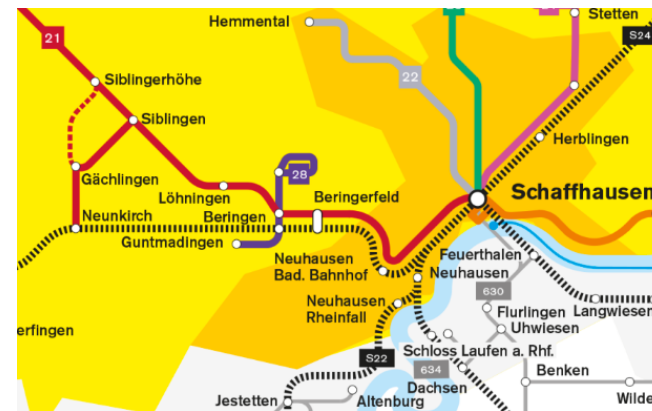 Hemmental
Stetten
21
S24
22
Siblingerhöhe
Siblingen
Herblingen
Gächlingen
28
Löhningen
Beringerfeld
Schaffhausen
Neunkirch
Beringen
Guntmadingen
Neuhausen
Bad. Bahnhof
Feuerthalen
Neuhausen
630
Neuhausen
Rheinfall
Flurlingen
Langwiesen
Uhwiesen
erfingen
S22
Schloss Laufen a. Rhf.
634
Dachsen
Benken
Jestetten
Altenburg
Wilde